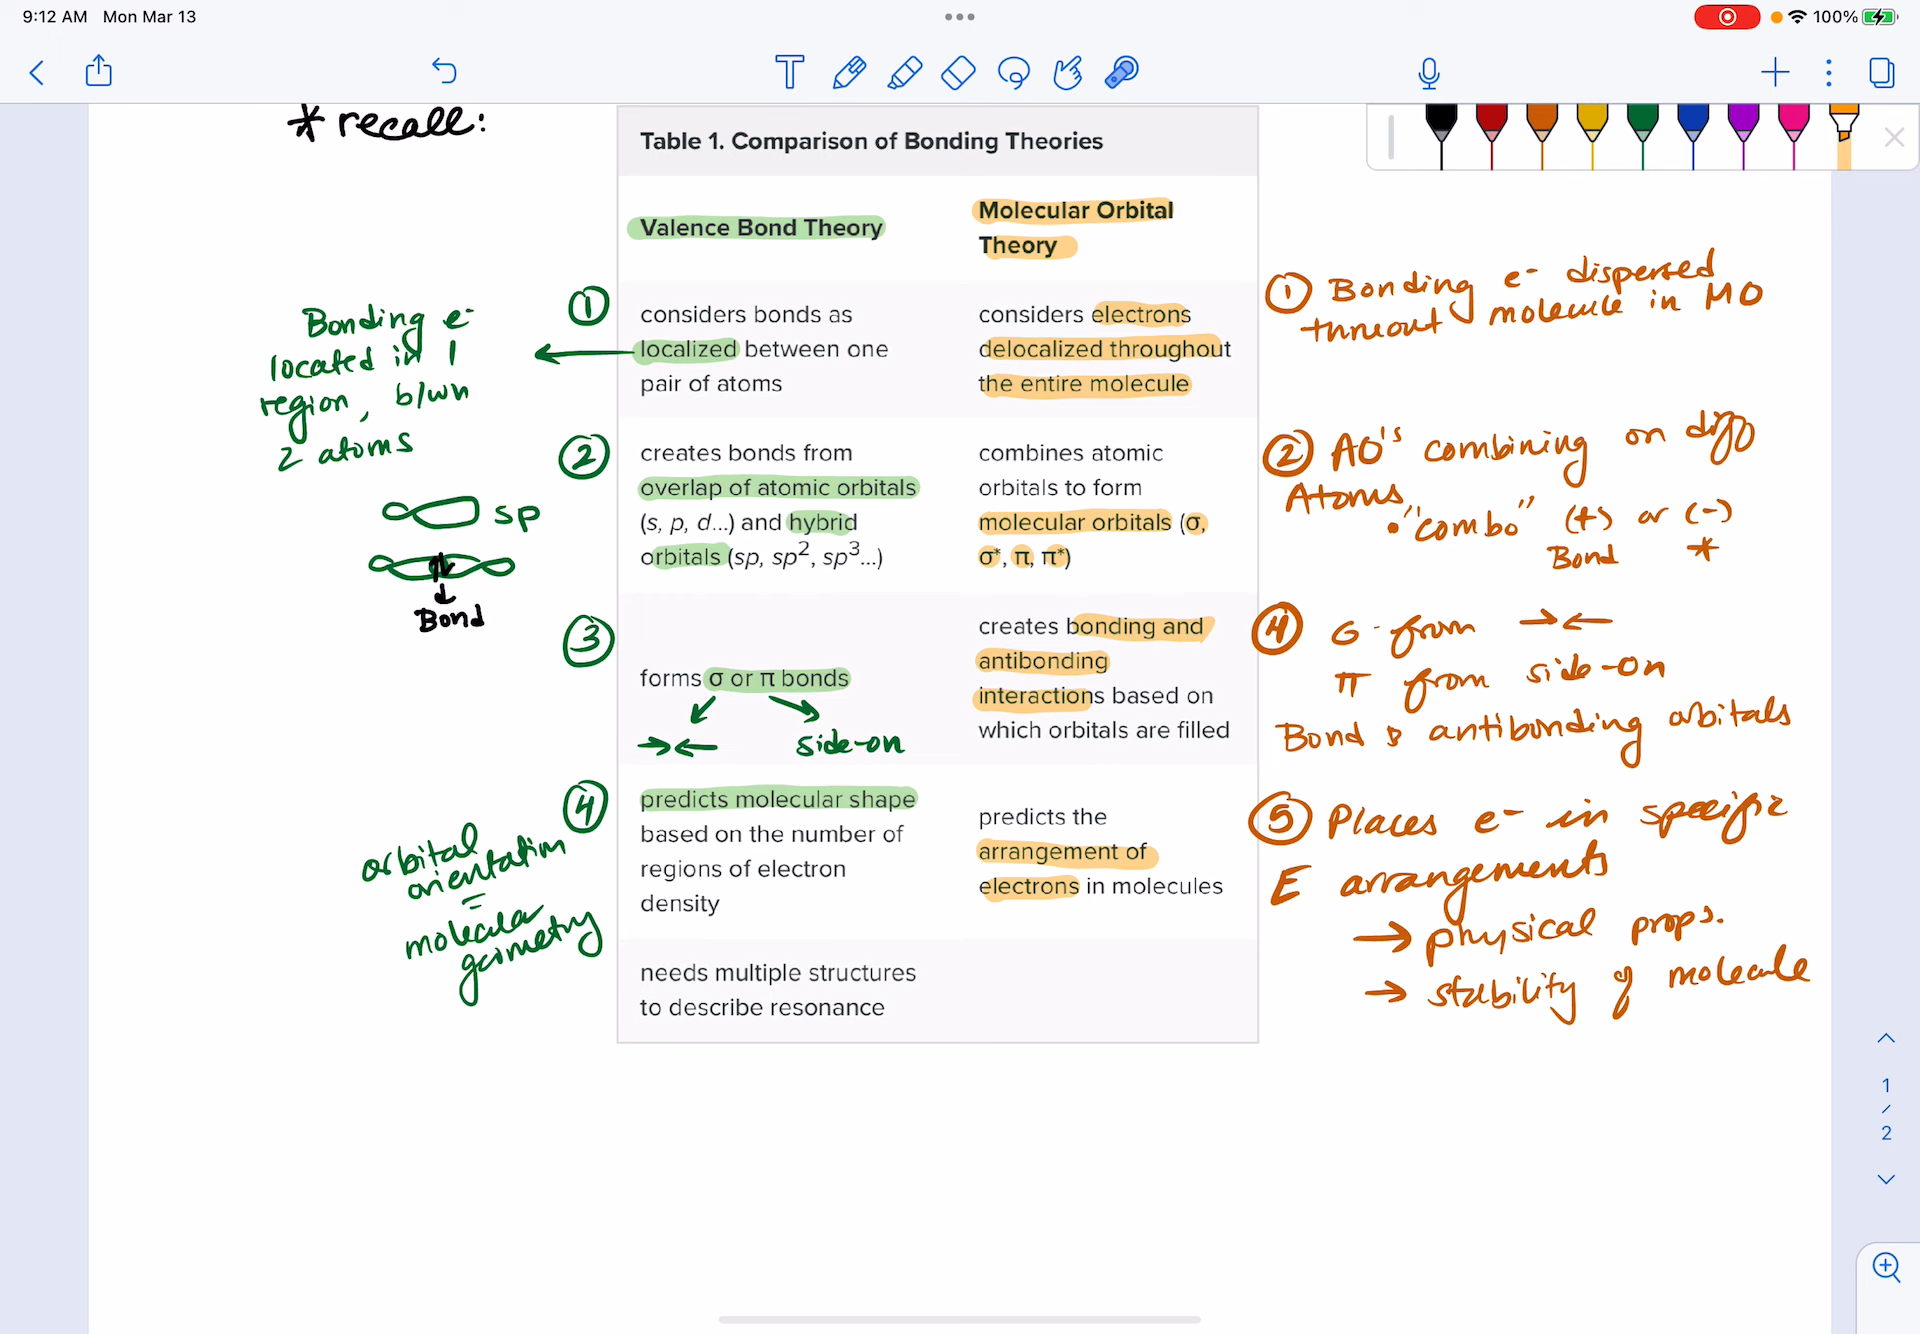 9:12 AM Mon Mar 13
100%
* recall:
Table 1. Comparison of Bonding Theories
Valence Bond Theory
Molecular Orbital
Theory
①
considers bonds as
localized between one
pair of atoms
considers electrons
delocalized throughout
the entire molecule
Bonding e-
located in 1
region, b/wn
2 atoms
① Bonding e- dispersed
threout molecule in MO
②
creates bonds from
overlap of atomic orbitals
(s, p, d...) and hybrid
orbitals (sp, sp², sp³...)
combines atomic
orbitals to form
molecular orbitals (σ,
σ*, π, π*)
sp
Bond
② AO's combining on diff
Atoms
• "combo" (+) or (-)
Bond *
③
forms σ or π bonds
→← side-on
creates bonding and
antibonding
interactions based on
which orbitals are filled
④ σ from →←
π from side-on
Bond & antibonding orbitals
④
predicts molecular shape
based on the number of
regions of electron
density
predicts the
arrangement of
electrons in molecules
orbital
orientation
=
molecular
geometry
⑤ Places e- in specific
E arrangements
→ physical props.
→ stability of molecule
needs multiple structures
to describe resonance
1
/
2